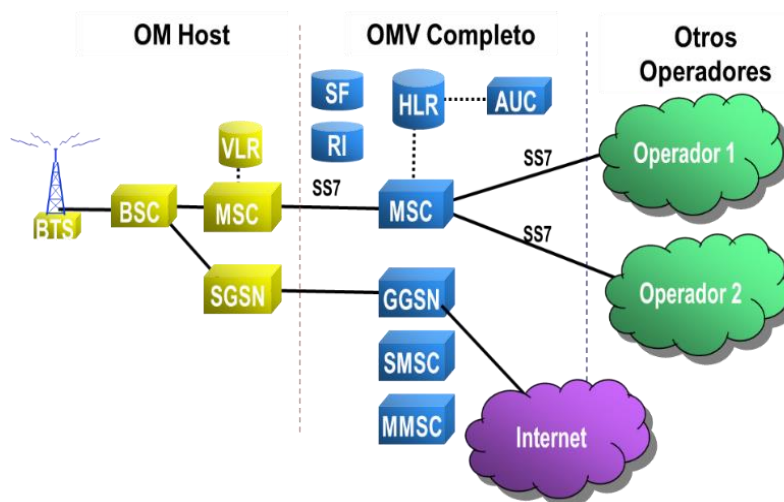 OM Host
OMV Completo
Otros
Operadores
SF
HLR
AUC
RI
VLR
SS7
SS7
SS7
BTS
BSC
MSC
MSC
Operador 1
Operador 2
SGSN
GGSN
SMSC
MMSC
Internet